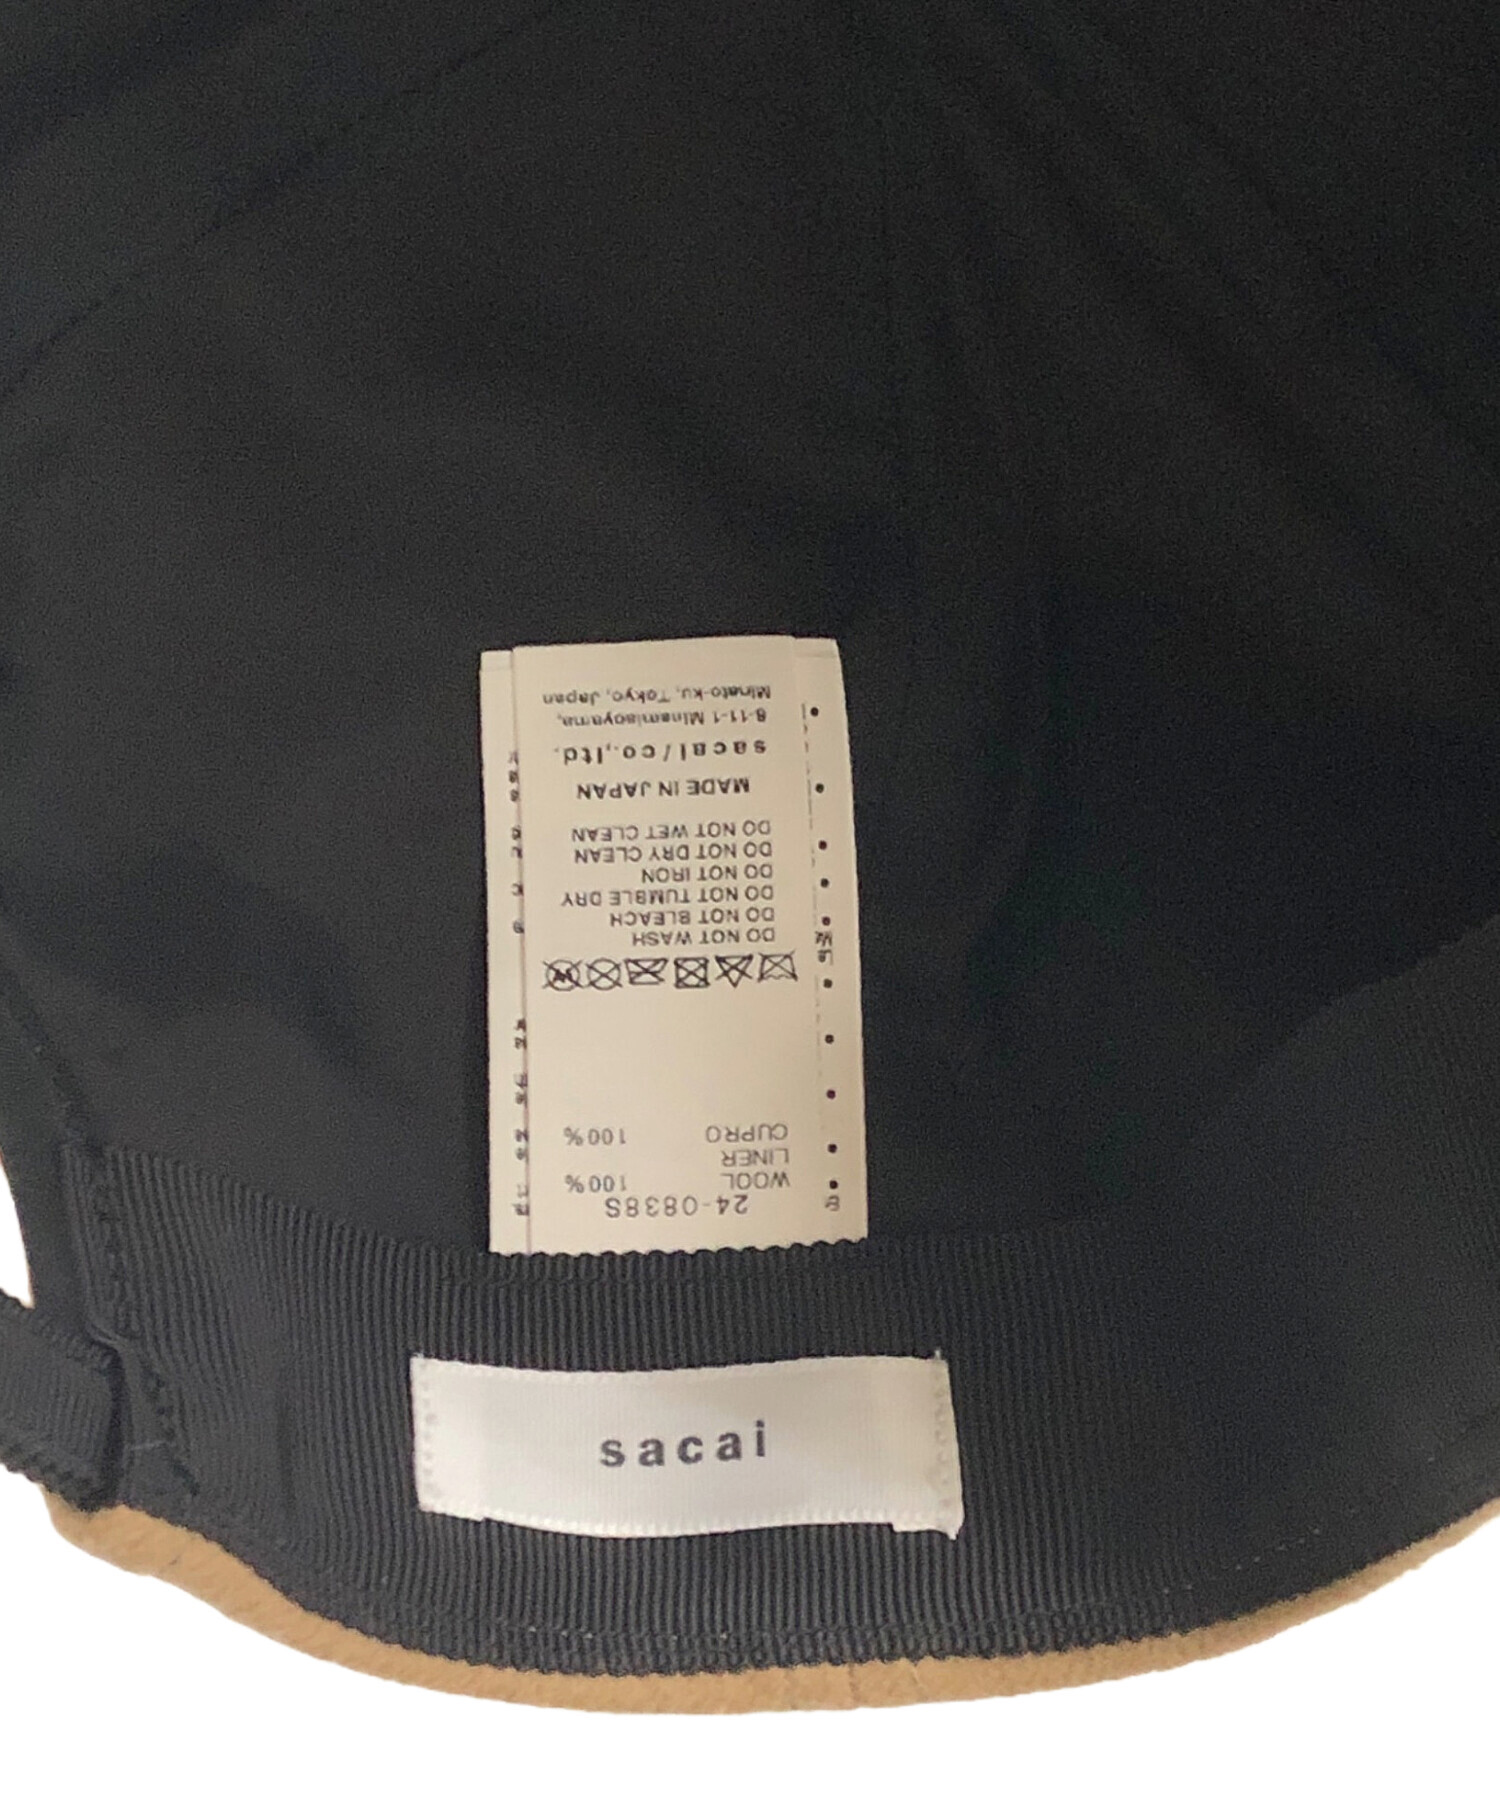 24-0838S
WOOL 100%
LINER
CUPRO 100%
DO NOT WASH
DO NOT BLEACH
DO NOT TUMBLE DRY
DO NOT IRON
DO NOT DRY CLEAN
DO NOT WET CLEAN
MADE IN JAPAN
sacai/co.,ltd.
8-11-1 Minamiaoyama,
Minato-ku, Tokyo, Japan
sacai